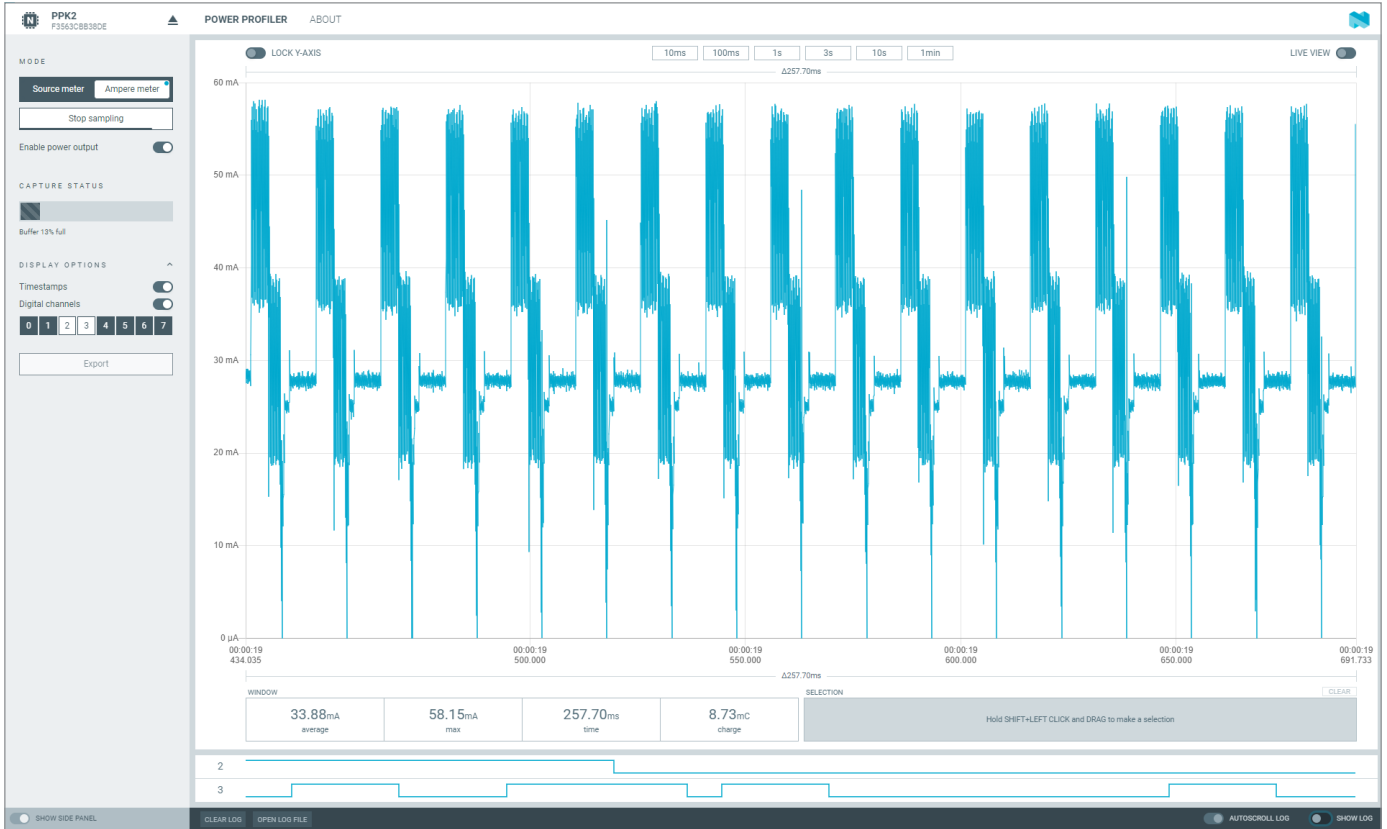 PPK2
F3563CBB38DE
POWER PROFILER ABOUT
MODE
Source meter Ampere meter
Stop sampling
Enable power output
CAPTURE STATUS
Buffer 13% full
DISPLAY OPTIONS
Timestamps
Digital channels
0 1 2 3 4 5 6 7
Export
LOCK Y-AXIS 10ms 100ms 1s 3s 10s 1min LIVE VIEW
Δ257.70ms
60 mA
50 mA
40 mA
30 mA
20 mA
10 mA
0 µA
00:00:19 00:00:19 00:00:19 00:00:19 00:00:19 00:00:19
434.035 500.000 550.000 600.000 650.000 691.733
Δ257.70ms
WINDOW SELECTION CLEAR
33.88mA 58.15mA 257.70ms 8.73mC
average max time charge
Hold SHIFT+LEFT CLICK and DRAG to make a selection
2
3
SHOW SIDE PANEL CLEAR LOG OPEN LOG FILE AUTOSCROLL LOG SHOW LOG